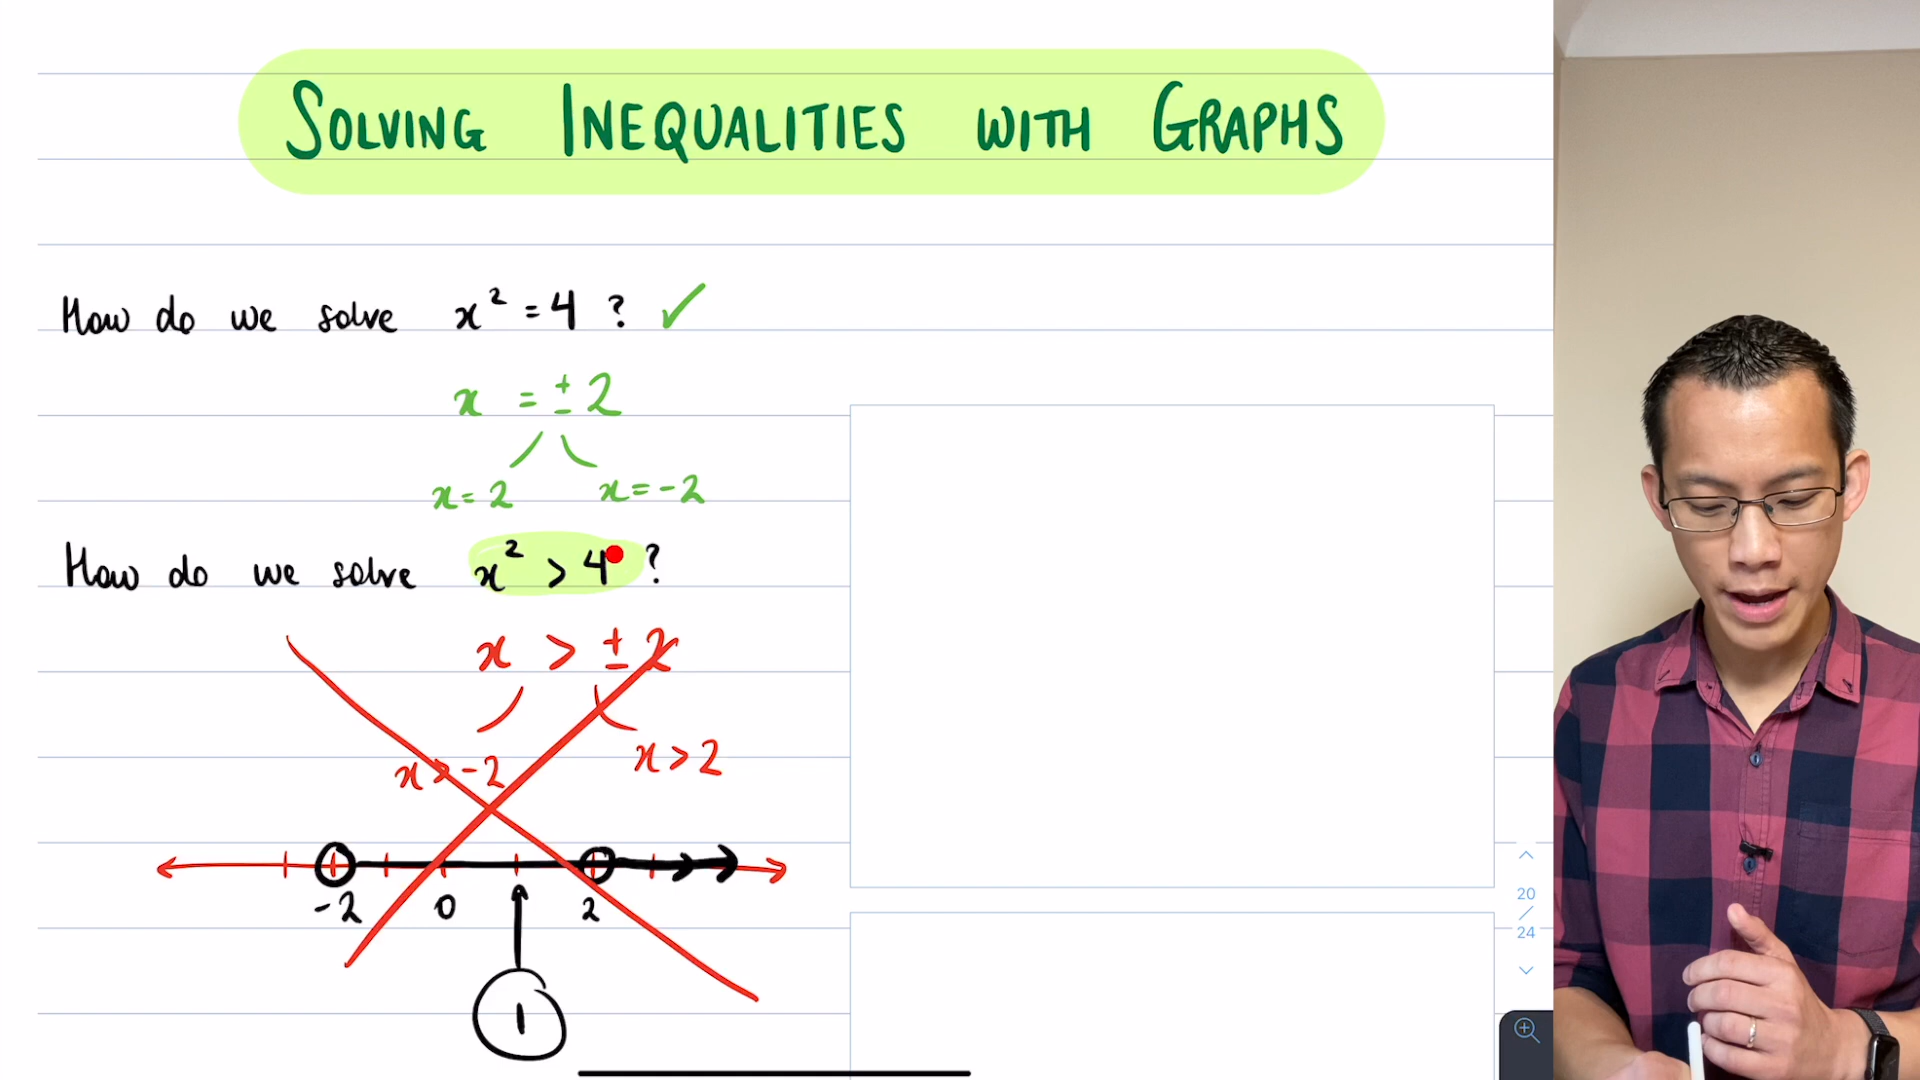 SOLVING INEQUALITIES WITH GRAPHS
How do we solve x² = 4 ? ✓
x = ± 2
x = 2 x = -2
How do we solve x² > 4 ?
x > ± 2
x > -2 x > 2
-2 0 2
1
20
/
24